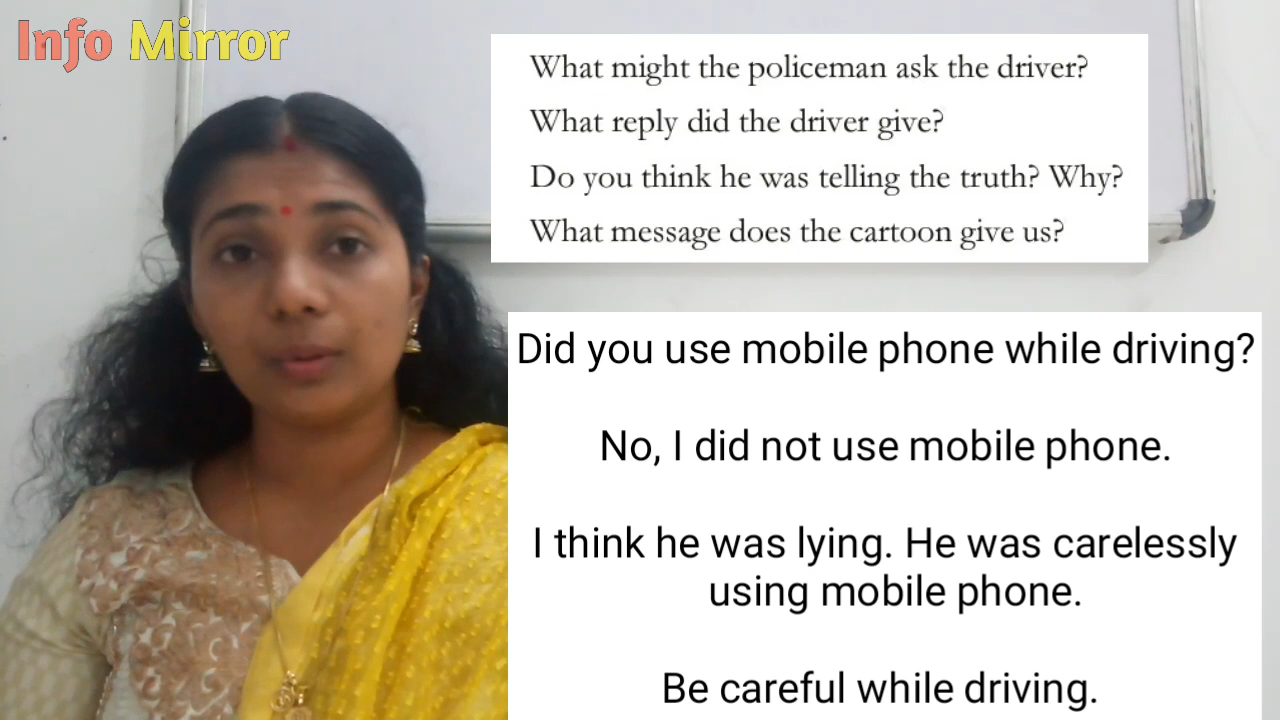 Info Mirror
What might the policeman ask the driver?
What reply did the driver give?
Do you think he was telling the truth? Why?
What message does the cartoon give us?
Did you use mobile phone while driving?
No, I did not use mobile phone.
I think he was lying. He was carelessly
using mobile phone.
Be careful while driving.